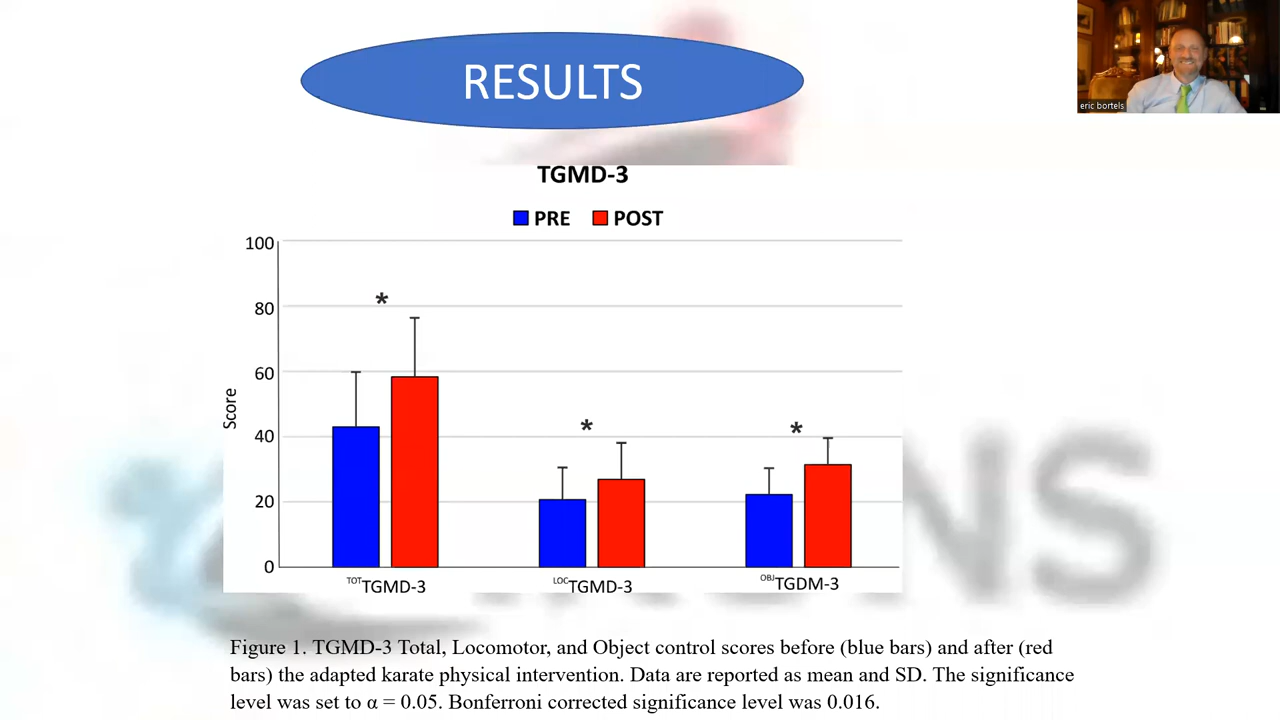 RESULTS
eric bortels
TGMD-3
PRE POST
100
80
60
40
20
0
Score
* * *
TOTTGMD-3 LOCTGMD-3 OBJTGDM-3
Figure 1. TGMD-3 Total, Locomotor, and Object control scores before (blue bars) and after (red
bars) the adapted karate physical intervention. Data are reported as mean and SD. The significance
level was set to α = 0.05. Bonferroni corrected significance level was 0.016.
NS